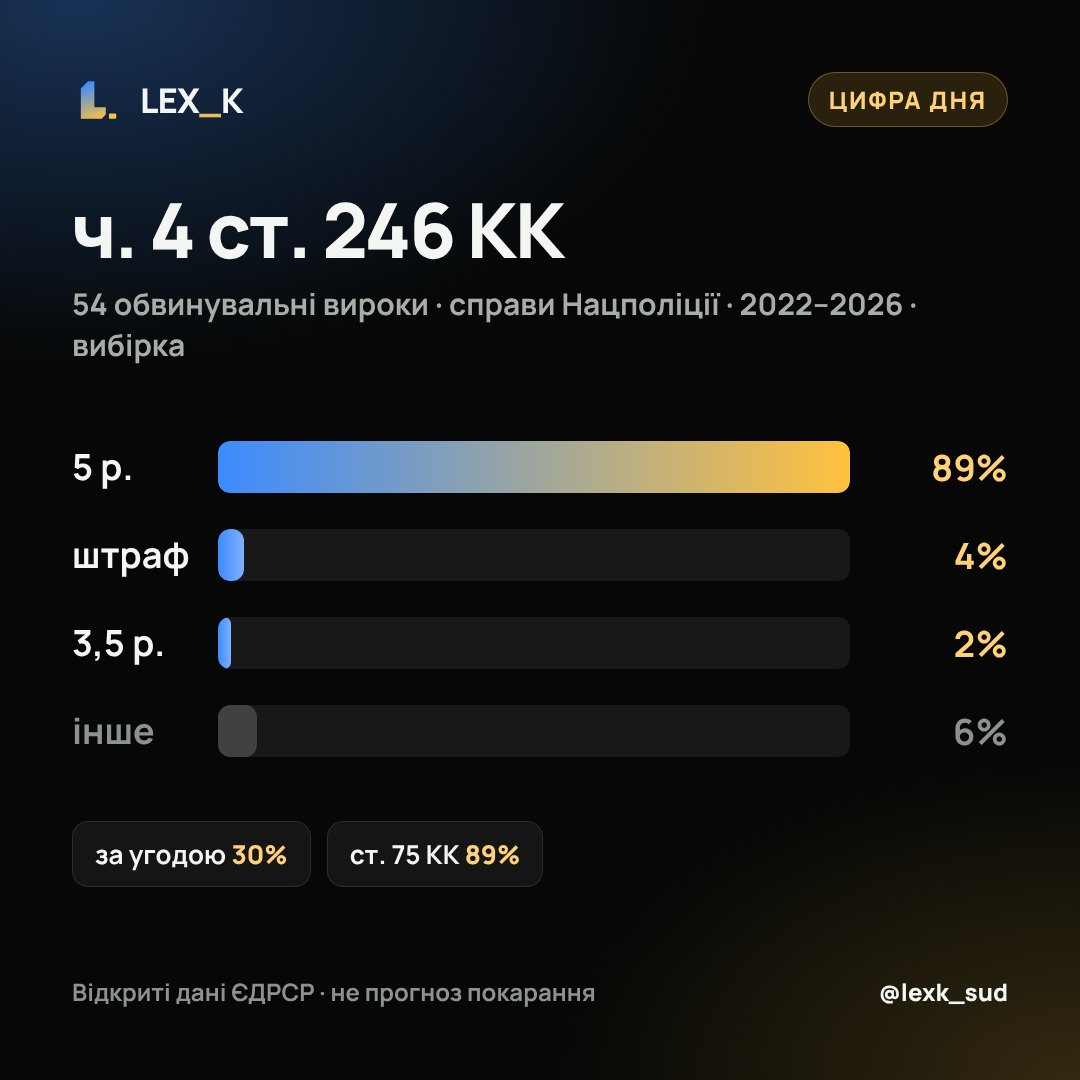 LEX_K
ЦИФРА ДНЯ
ч. 4 ст. 246 КК
54 обвинувальні вироки · справи Нацполіції · 2022–2026 ·
вибірка
5 р. 89%
штраф 4%
3,5 р. 2%
інше 6%
за угодою 30%
ст. 75 КК 89%
Відкриті дані ЄДРСР · не прогноз покарання
@lexk_sud